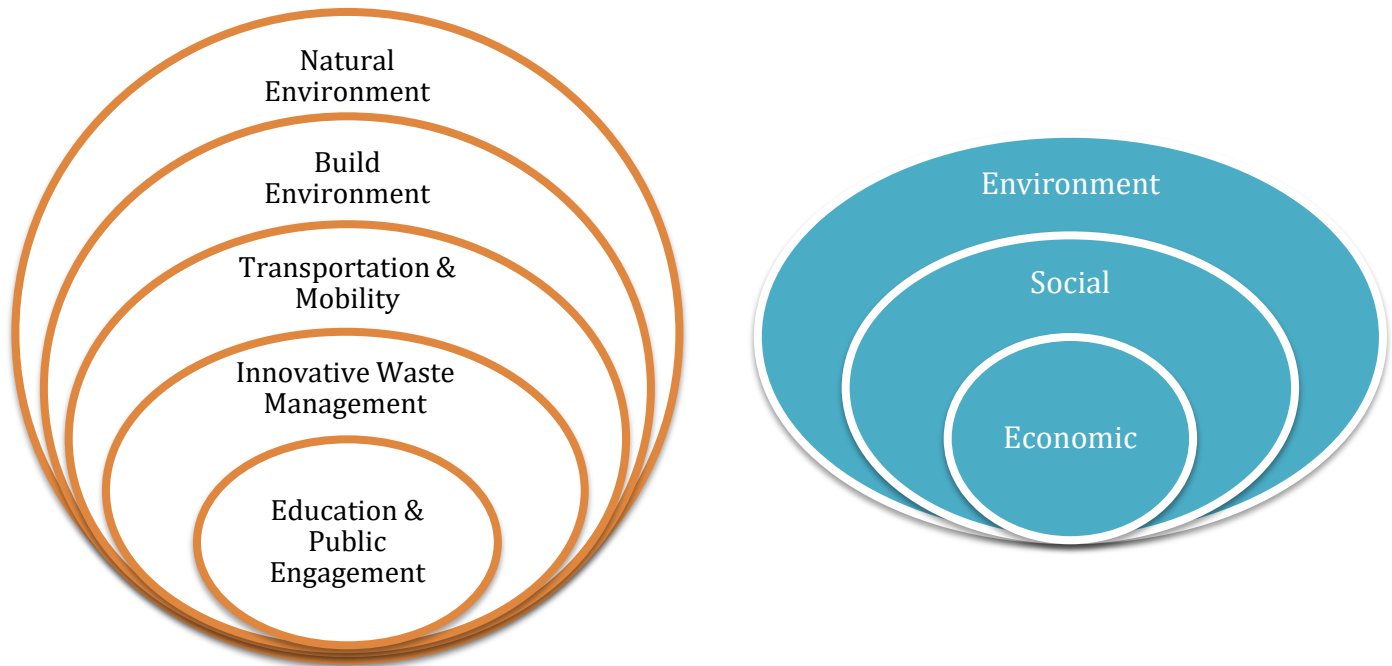 Natural
Environment
Build
Environment
Transportation &
Mobility
Innovative Waste
Management
Education &
Public
Engagement
Environment
Social
Economic